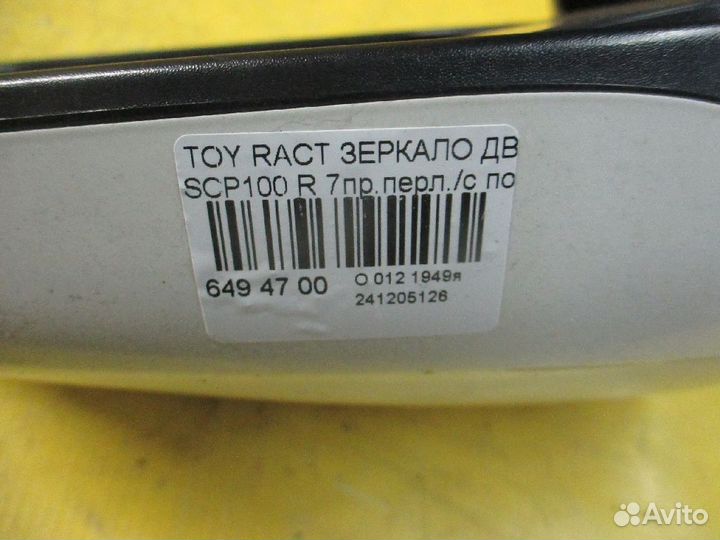 TOY RACT ЗЕРКАЛО ДВ
SCP100 R 7пр.перл./с по
649 47 00
О 012 1949я
241205126
Avito